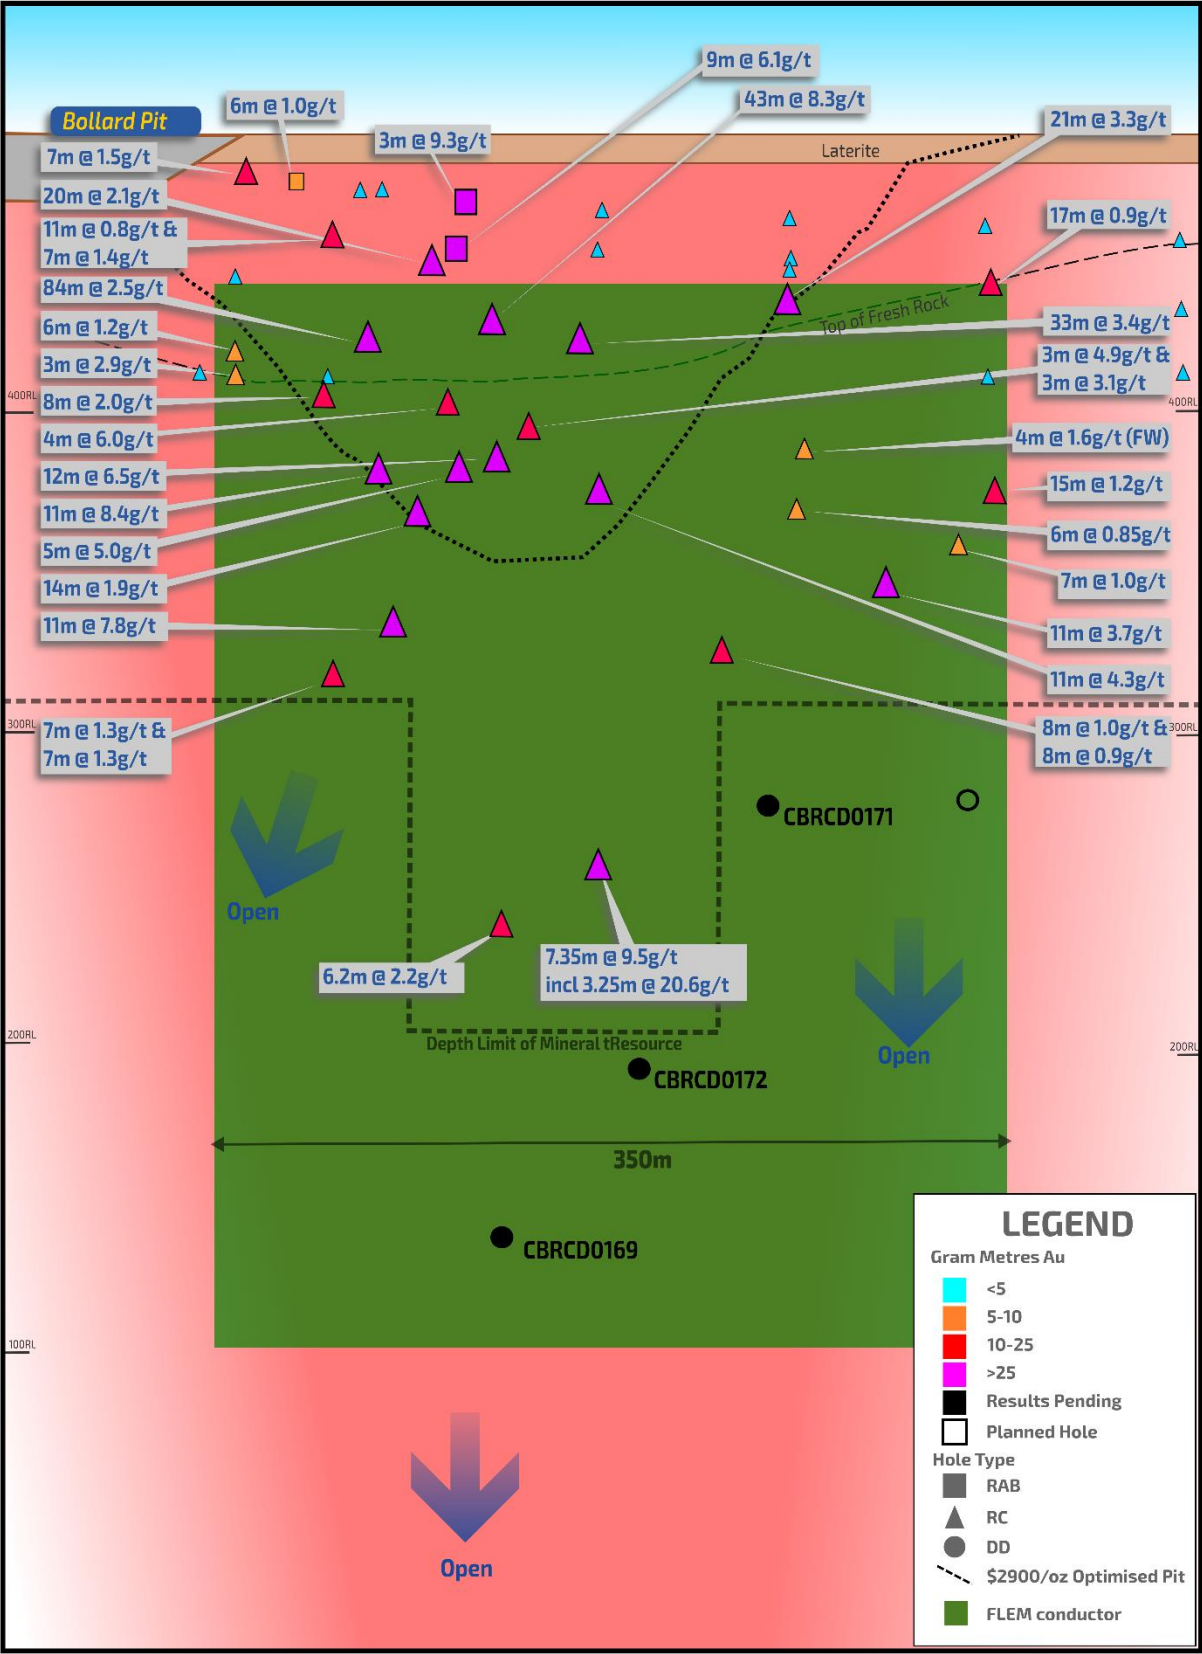 9m @ 6.1g/t
43m @ 8.3g/t
6m @ 1.0g/t
Bollard Pit
21m @ 3.3g/t
3m @ 9.3g/t
Laterite
7m @ 1.5g/t
20m @ 2.1g/t
17m @ 0.9g/t
11m @ 0.8g/t &
7m @ 1.4g/t
84m @ 2.5g/t
Top of Fresh Rock
6m @ 1.2g/t
33m @ 3.4g/t
3m @ 2.9g/t
3m @ 4.9g/t &
3m @ 3.1g/t
400RL
8m @ 2.0g/t
400RL
4m @ 6.0g/t
4m @ 1.6g/t (FW)
12m @ 6.5g/t
15m @ 1.2g/t
11m @ 8.4g/t
6m @ 0.85g/t
5m @ 5.0g/t
7m @ 1.0g/t
14m @ 1.9g/t
11m @ 7.8g/t
11m @ 3.7g/t
11m @ 4.3g/t
300RL
7m @ 1.3g/t &
7m @ 1.3g/t
8m @ 1.0g/t &
8m @ 0.9g/t
300RL
CBRCD0171
Open
7.35m @ 9.5g/t
incl 3.25m @ 20.6g/t
6.2m @ 2.2g/t
200RL
Depth Limit of Mineral tResource
Open
200RL
CBRCD0172
350m
CBRCD0169
100RL
Open
LEGEND
Gram Metres Au
<5
5-10
10-25
>25
Results Pending
Planned Hole
Hole Type
RAB
RC
DD
$2900/oz Optimised Pit
FLEM conductor